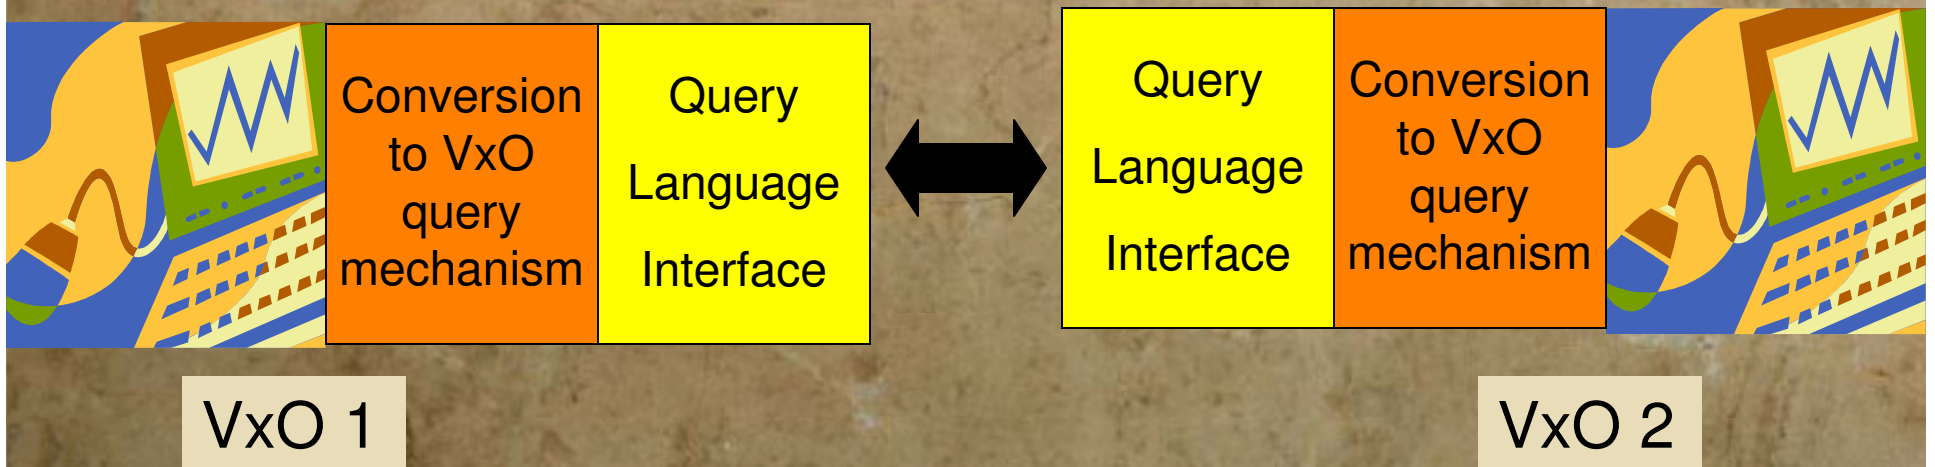 Conversion
to VxO
query
mechanism
Query
Language
Interface
Query
Language
Interface
Conversion
to VxO
query
mechanism
VxO 1
VxO 2